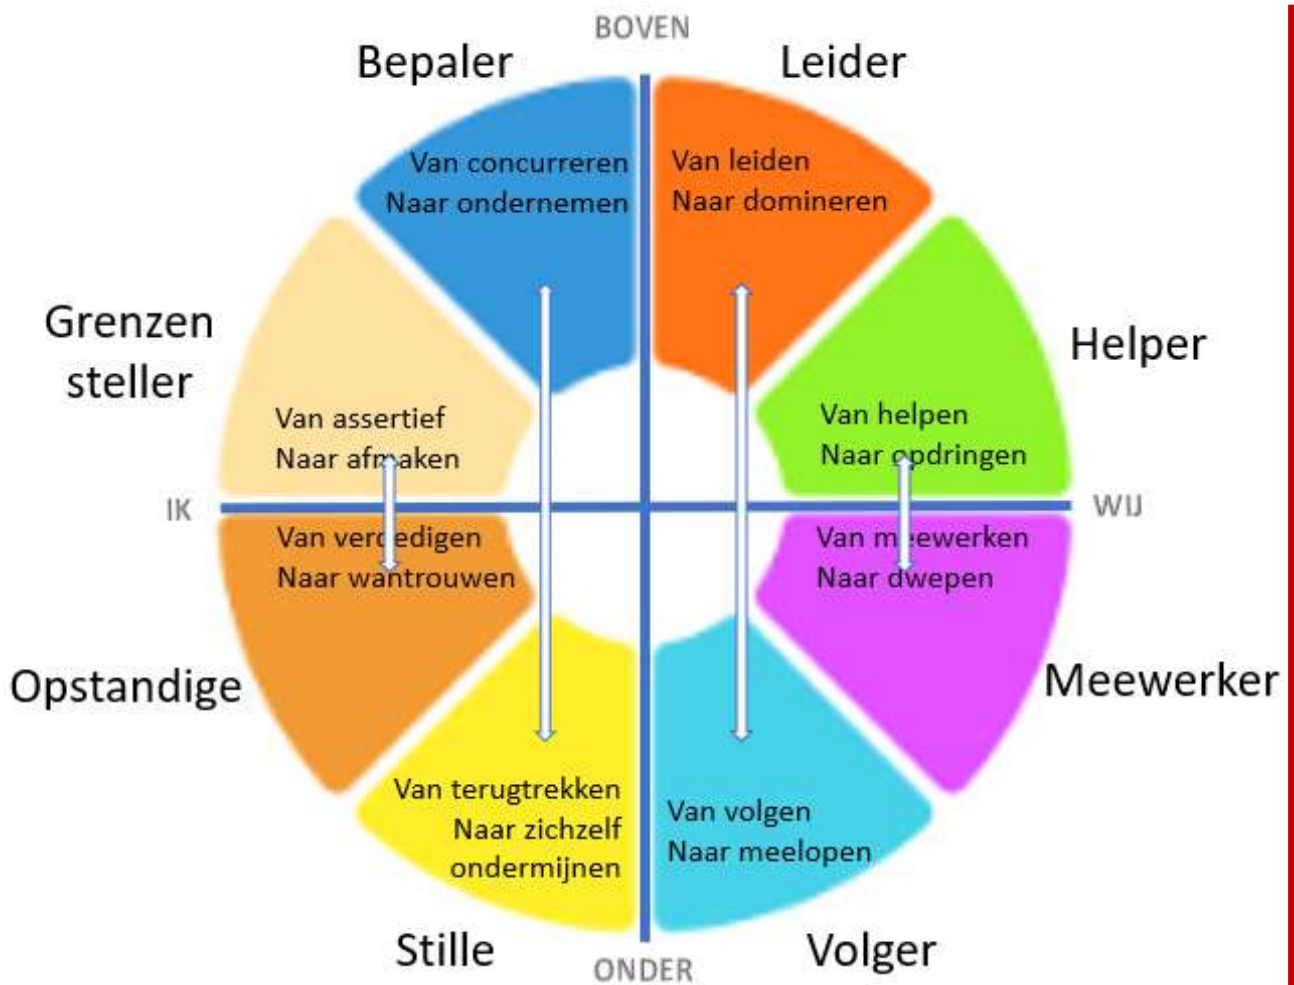 BOVEN
Bepaler
Leider
Van concurreren
Naar ondernemen
Van leiden
Naar domineren
Grenzen
steller
Helper
Van assertief
Naar afmaken
Van helpen
Naar opdringen
IK
WIJ
Van verdedigen
Naar wantrouwen
Van meewerken
Naar dwepen
Opstandige
Meewerker
Van terugtrekken
Naar zichzelf
ondermijnen
Van volgen
Naar meelopen
Stille
Volger
ONDER